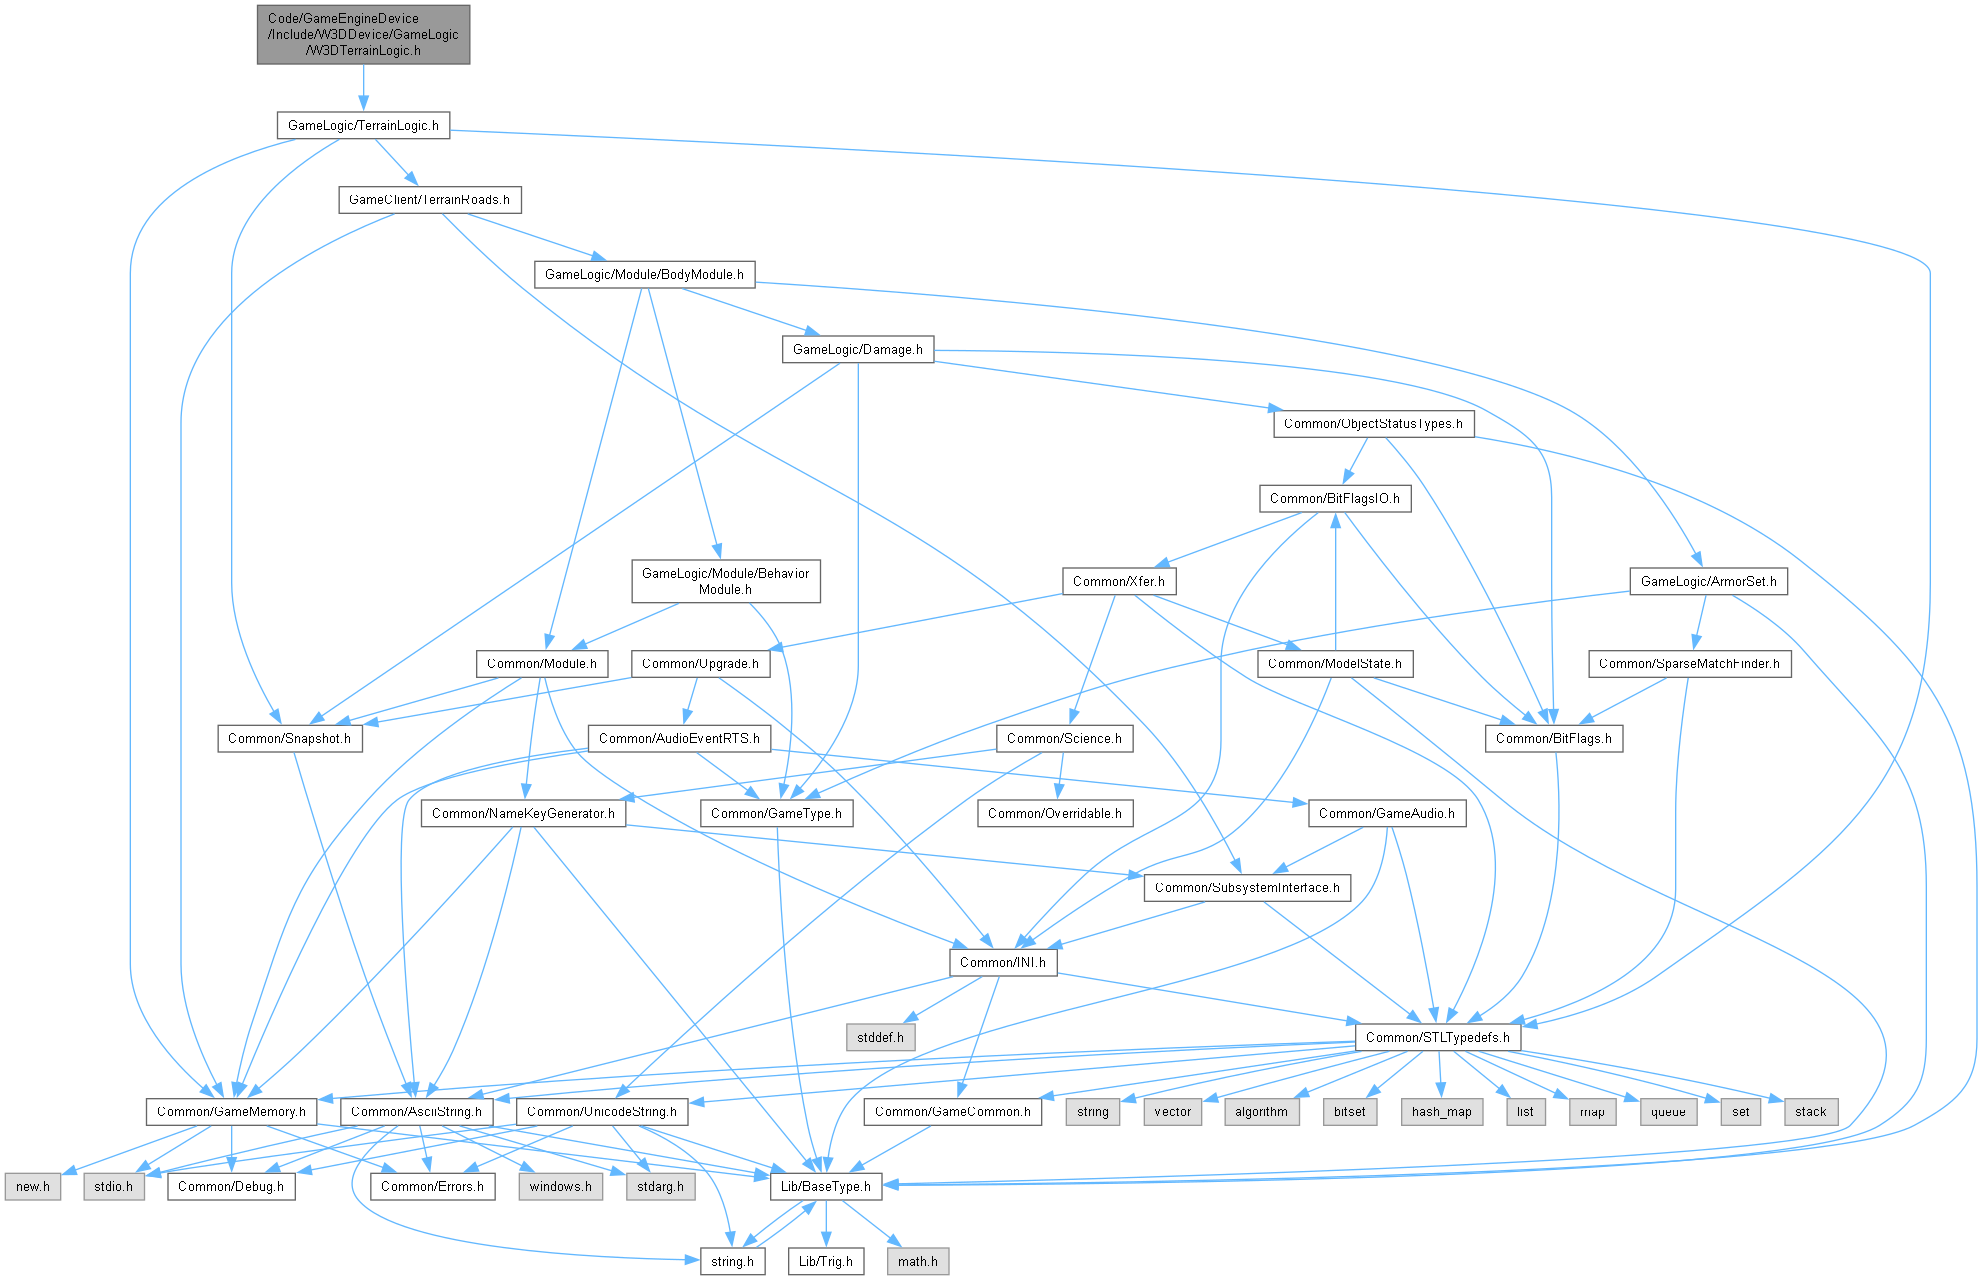 Code/GameEngineDevice
/Include/W3DDevice/GameLogic
/W3DTerrainLogic.h
GameLogic/TerrainLogic.h
GameClient/TerrainRoads.h
GameLogic/Module/BodyModule.h
GameLogic/Damage.h
Common/ObjectStatusTypes.h
Common/BitFlagsIO.h
GameLogic/Module/Behavior
Module.h
Common/Xfer.h
GameLogic/ArmorSet.h
Common/Module.h
Common/Upgrade.h
Common/ModelState.h
Common/SparseMatchFinder.h
Common/Snapshot.h
Common/AudioEventRTS.h
Common/Science.h
Common/BitFlags.h
Common/NameKeyGenerator.h
Common/GameType.h
Common/Overridable.h
Common/GameAudio.h
Common/SubsystemInterface.h
Common/INI.h
stddef.h
Common/STLTypedefs.h
Common/GameMemory.h
Common/AsciiString.h
Common/UnicodeString.h
Common/GameCommon.h
string
vector
algorithm
bitset
hash_map
list
map
queue
set
stack
new.h
stdio.h
Common/Debug.h
Common/Errors.h
windows.h
stdarg.h
Lib/BaseType.h
string.h
Lib/Trig.h
math.h